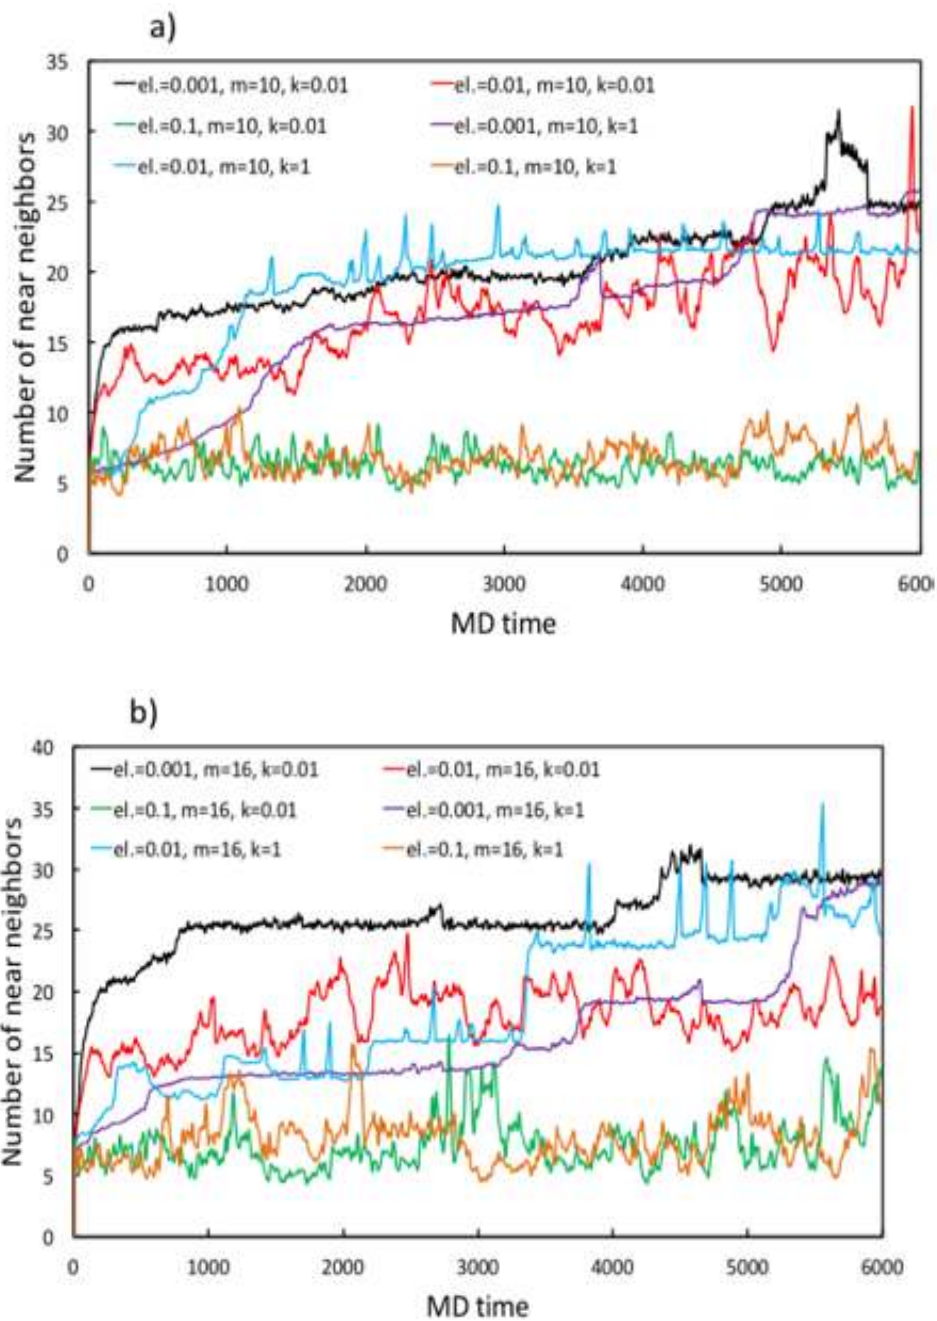 a)
35
30
25
20
15
10
5
0
Number of near neighbors
el.=0.001, m=10, k=0.01
el.=0.01, m=10, k=0.01
el.=0.1, m=10, k=0.01
el.=0.001, m=10, k=1
el.=0.01, m=10, k=1
el.=0.1, m=10, k=1
0 1000 2000 3000 4000 5000 6000
MD time
b)
40
35
30
25
20
15
10
5
0
Number of near neighbors
el.=0.001, m=16, k=0.01
el.=0.01, m=16, k=0.01
el.=0.1, m=16, k=0.01
el.=0.001, m=16, k=1
el.=0.01, m=16, k=1
el.=0.1, m=16, k=1
0 1000 2000 3000 4000 5000 6000
MD time